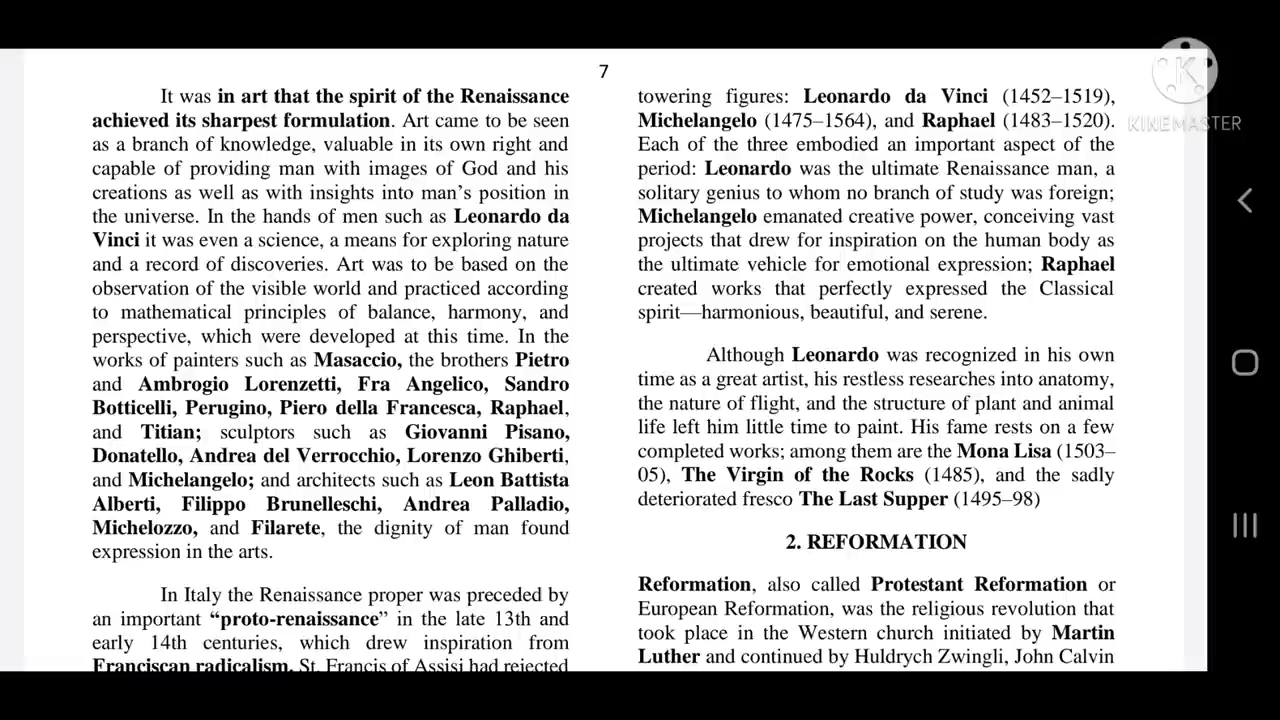 7
It was in art that the spirit of the Renaissance
achieved its sharpest formulation. Art came to be seen
as a branch of knowledge, valuable in its own right and
capable of providing man with images of God and his
creations as well as with insights into man's position in
the universe. In the hands of men such as Leonardo da
Vinci it was even a science, a means for exploring nature
and a record of discoveries. Art was to be based on the
observation of the visible world and practiced according
to mathematical principles of balance, harmony, and
perspective, which were developed at this time. In the
works of painters such as Masaccio, the brothers Pietro
and Ambrogio Lorenzetti, Fra Angelico, Sandro
Botticelli, Perugino, Piero della Francesca, Raphael,
and Titian; sculptors such as Giovanni Pisano,
Donatello, Andrea del Verrocchio, Lorenzo Ghiberti,
and Michelangelo; and architects such as Leon Battista
Alberti, Filippo Brunelleschi, Andrea Palladio,
Michelozzo, and Filarete, the dignity of man found
expression in the arts.
In Italy the Renaissance proper was preceded by
an important “proto-renaissance” in the late 13th and
early 14th centuries, which drew inspiration from
Franciscan radicalism. St. Francis of Assisi had rejected
towering figures: Leonardo da Vinci (1452–1519),
Michelangelo (1475–1564), and Raphael (1483–1520).
Each of the three embodied an important aspect of the
period: Leonardo was the ultimate Renaissance man, a
solitary genius to whom no branch of study was foreign;
Michelangelo emanated creative power, conceiving vast
projects that drew for inspiration on the human body as
the ultimate vehicle for emotional expression; Raphael
created works that perfectly expressed the Classical
spirit—harmonious, beautiful, and serene.
Although Leonardo was recognized in his own
time as a great artist, his restless researches into anatomy,
the nature of flight, and the structure of plant and animal
life left him little time to paint. His fame rests on a few
completed works; among them are the Mona Lisa (1503–
05), The Virgin of the Rocks (1485), and the sadly
deteriorated fresco The Last Supper (1495–98)
2. REFORMATION
Reformation, also called Protestant Reformation or
European Reformation, was the religious revolution that
took place in the Western church initiated by Martin
Luther and continued by Huldrych Zwingli, John Calvin
K
KINEMASTER